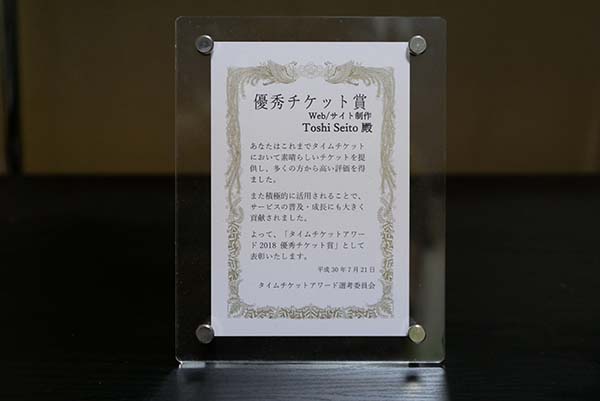 優秀チケット賞
Web/サイト制作
Toshi Seito 殿
あなたはこれまでタイムチケット
において素晴らしいチケットを提
供し、多くの方から高い評価を得
ました。
また積極的に活用されることで、
サービスの普及・成長にも大きく
貢献されました。
よって、「タイムチケットアワー
ド2018 優秀チケット賞」として
表彰いたします。
平成30年7月21日
タイムチケットアワード選考委員会